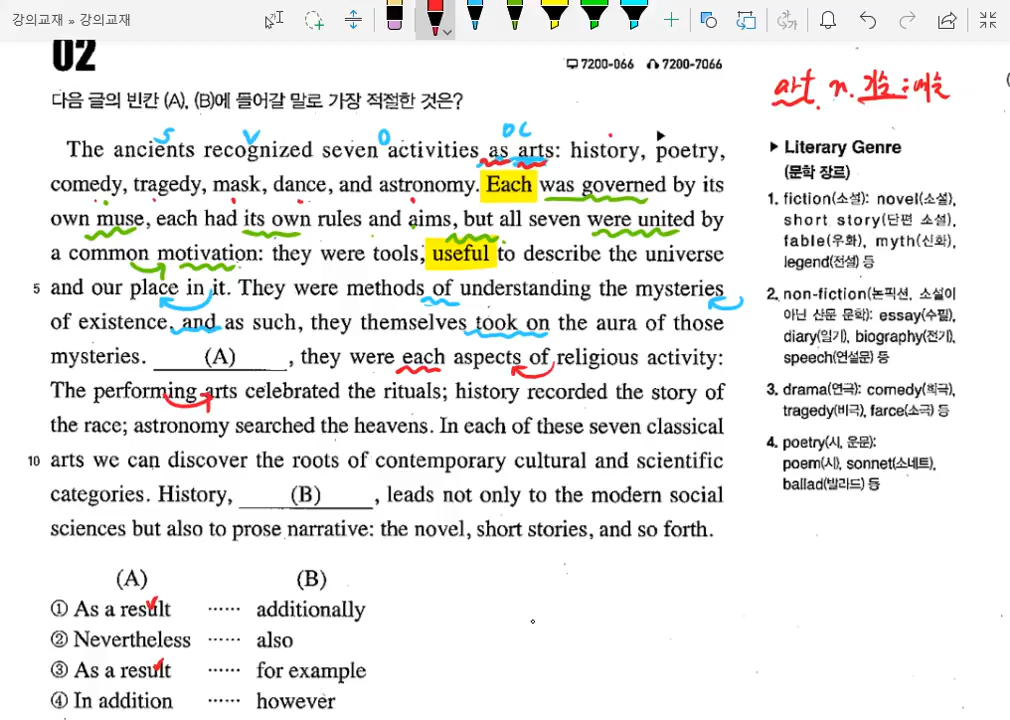 강의교재 » 강의교재
02
7200-066 7200-7066
art n. 기술; 예술
다음 글의 빈칸 (A), (B)에 들어갈 말로 가장 적절한 것은?
S V O OC
The ancients recognized seven activities as arts: history, poetry,
comedy, tragedy, mask, dance, and astronomy. Each was governed by its
own muse, each had its own rules and aims, but all seven were united by
a common motivation: they were tools, useful to describe the universe
5 and our place in it. They were methods of understanding the mysteries
of existence, and as such, they themselves took on the aura of those
mysteries. (A) , they were each aspects of religious activity:
The performing arts celebrated the rituals; history recorded the story of
the race; astronomy searched the heavens. In each of these seven classical
10 arts we can discover the roots of contemporary cultural and scientific
categories. History, (B) , leads not only to the modern social
sciences but also to prose narrative: the novel, short stories, and so forth.
(A) (B)
① As a result ······ additionally
② Nevertheless ······ also
③ As a result ······ for example
④ In addition ······ however
▶ Literary Genre
(문학 장르)
1. fiction(소설): novel(소설),
short story(단편 소설),
fable(우화), myth(신화),
legend(전설) 등
2. non-fiction(논픽션, 소설이
아닌 산문 문학): essay(수필),
diary(일기), biography(전기),
speech(연설문) 등
3. drama(연극): comedy(희극),
tragedy(비극), farce(소극) 등
4. poetry(시, 운문):
poem(시), sonnet(소네트),
ballad(발라드) 등